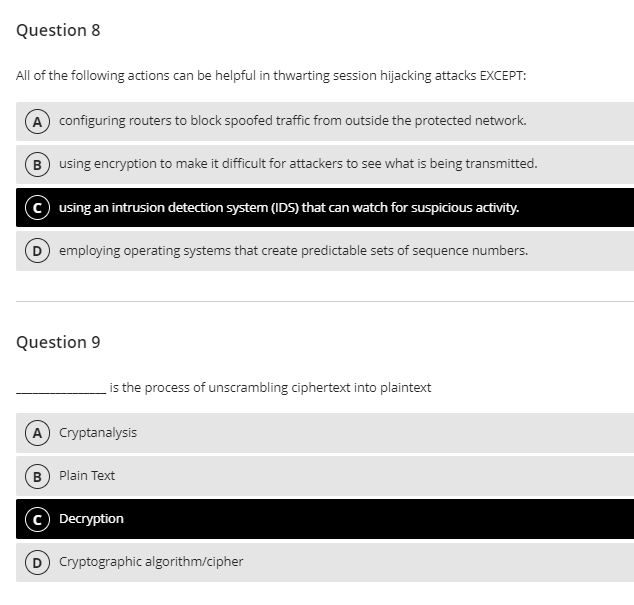 Question 8
All of the following actions can be helpful in thwarting session hijacking attacks EXCEPT:
A configuring routers to block spoofed traffic from outside the protected network.
B using encryption to make it difficult for attackers to see what is being transmitted.
C using an intrusion detection system (IDS) that can watch for suspicious activity.
D employing operating systems that create predictable sets of sequence numbers.
Question 9
_______________ is the process of unscrambling ciphertext into plaintext
A Cryptanalysis
B Plain Text
C Decryption
D Cryptographic algorithm/cipher